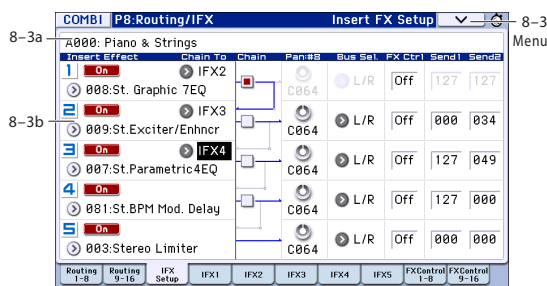 COMBI P8:Routing/IFX Insert FX Setup
8–3
Menu
8–3a
A000: Piano & Strings
Insert Effect Chain To Chain Pan:#8 Bus Sel. FX Ctrl Send1 Send2
1 On IFX2
008:St. Graphic 7EQ C064 L/R Off 127 127
2 On IFX3
8–3b
009:St.Exciter/Enhncr C064 L/R Off 000 034
3 On IFX4
007:St.Parametric4EQ C064 L/R Off 127 049
4 On
081:St.BPM Mod. Delay C064 L/R Off 127 000
5 On
003:Stereo Limiter C064 L/R Off 000 000
Routing 1-8 Routing 9-16 IFX Setup IFX1 IFX2 IFX3 IFX4 IFX5 FXControl 1-8 FXControl 9-16